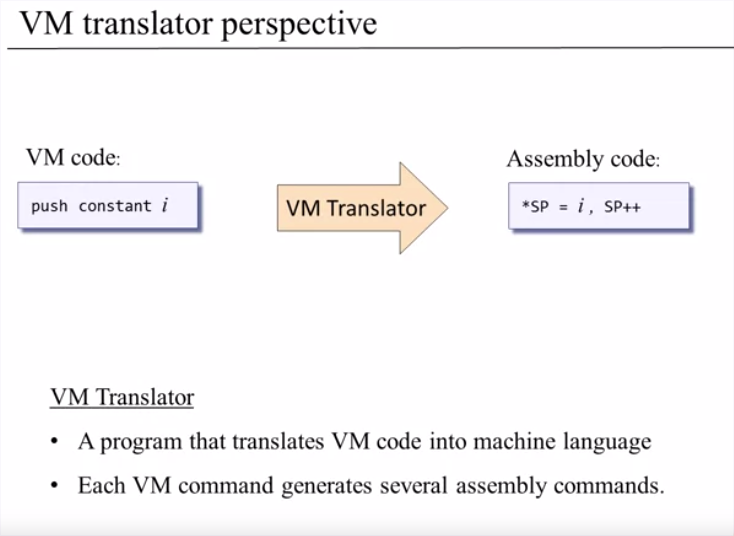 VM translator perspective
VM code:
Assembly code:
push constant i
VM Translator
*SP = i, SP++
VM Translator
• A program that translates VM code into machine language
• Each VM command generates several assembly commands.